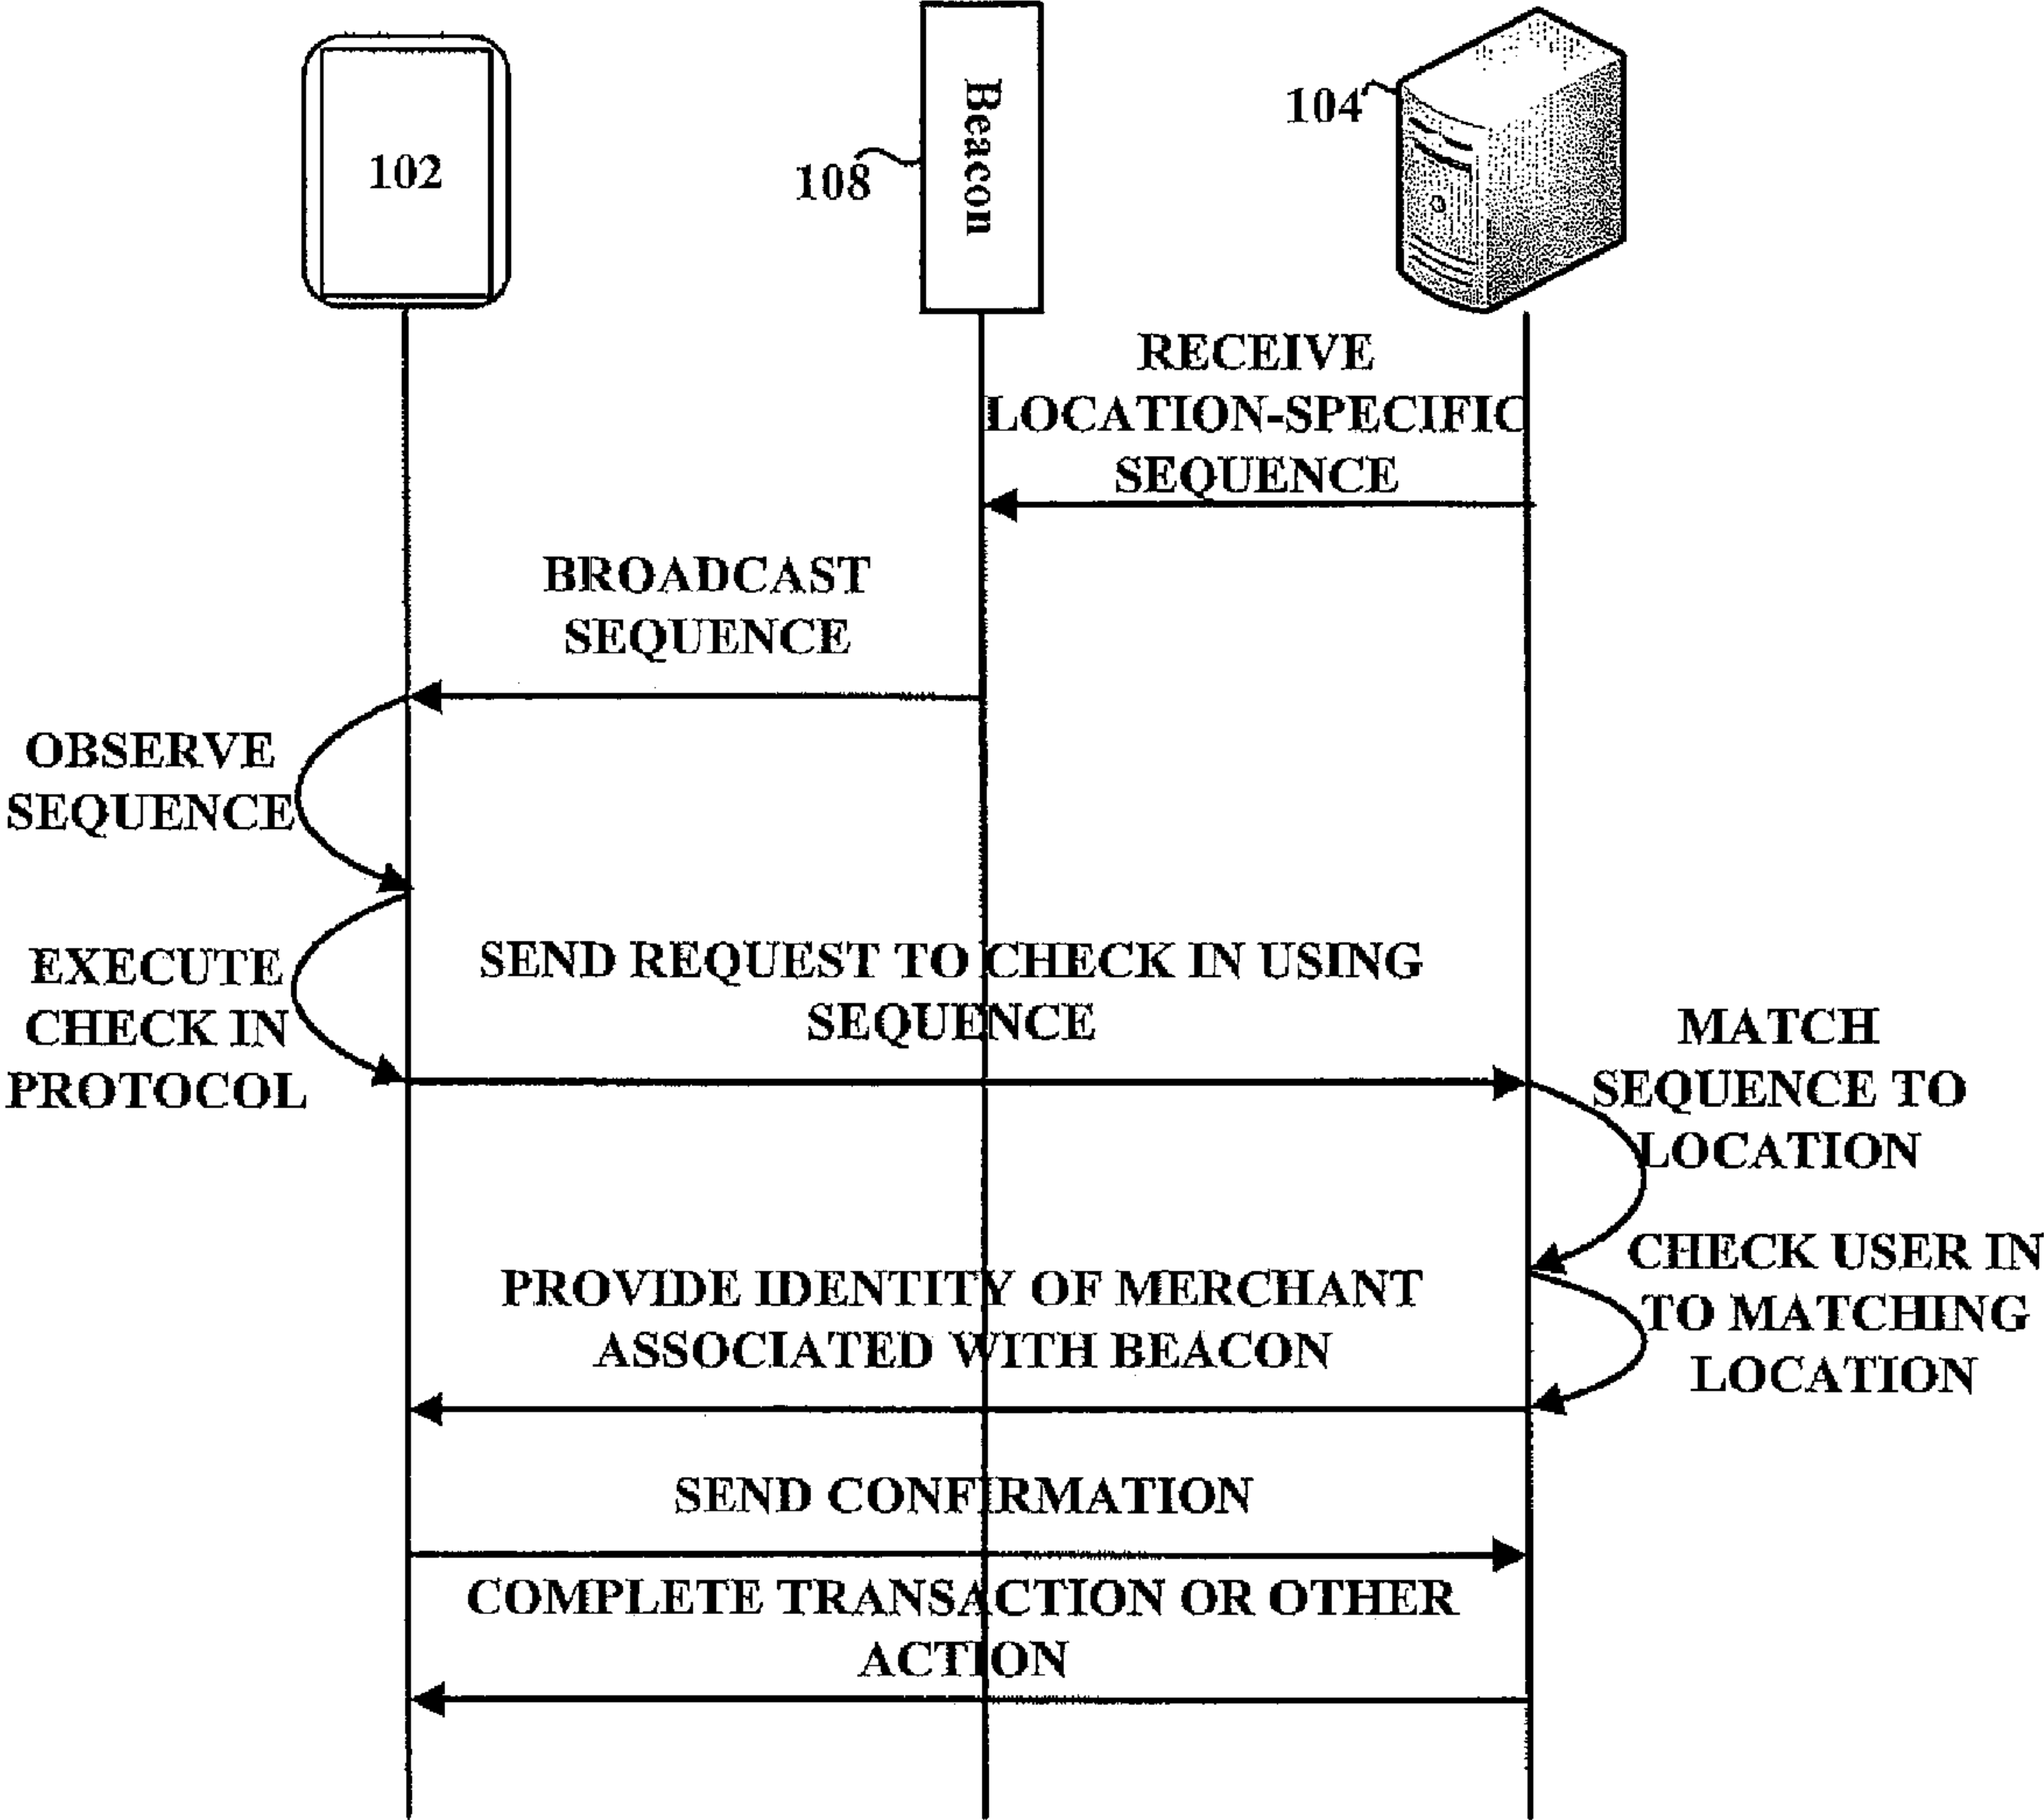 102
108
Beacon
104
RECEIVE
LOCATION-SPECIFIC
SEQUENCE
BROADCAST
SEQUENCE
OBSERVE
SEQUENCE
EXECUTE
CHECK IN
PROTOCOL
SEND REQUEST TO CHECK IN USING
SEQUENCE
MATCH
SEQUENCE TO
LOCATION
CHECK USER IN
TO MATCHING
LOCATION
PROVIDE IDENTITY OF MERCHANT
ASSOCIATED WITH BEACON
SEND CONFIRMATION
COMPLETE TRANSACTION OR OTHER
ACTION